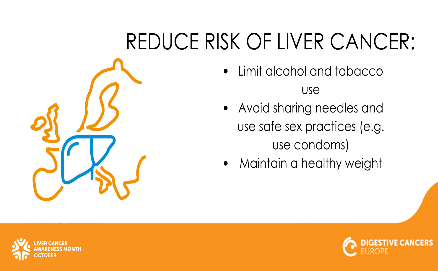 REDUCE RISK OF LIVER CANCER:
• Limit alcohol and tobacco
use
• Avoid sharing needles and
use safe sex practices (e.g.
use condoms)
• Maintain a healthy weight
LIVER CANCER
AWARENESS MONTH
OCTOBER
DIGESTIVE CANCERS
EUROPE